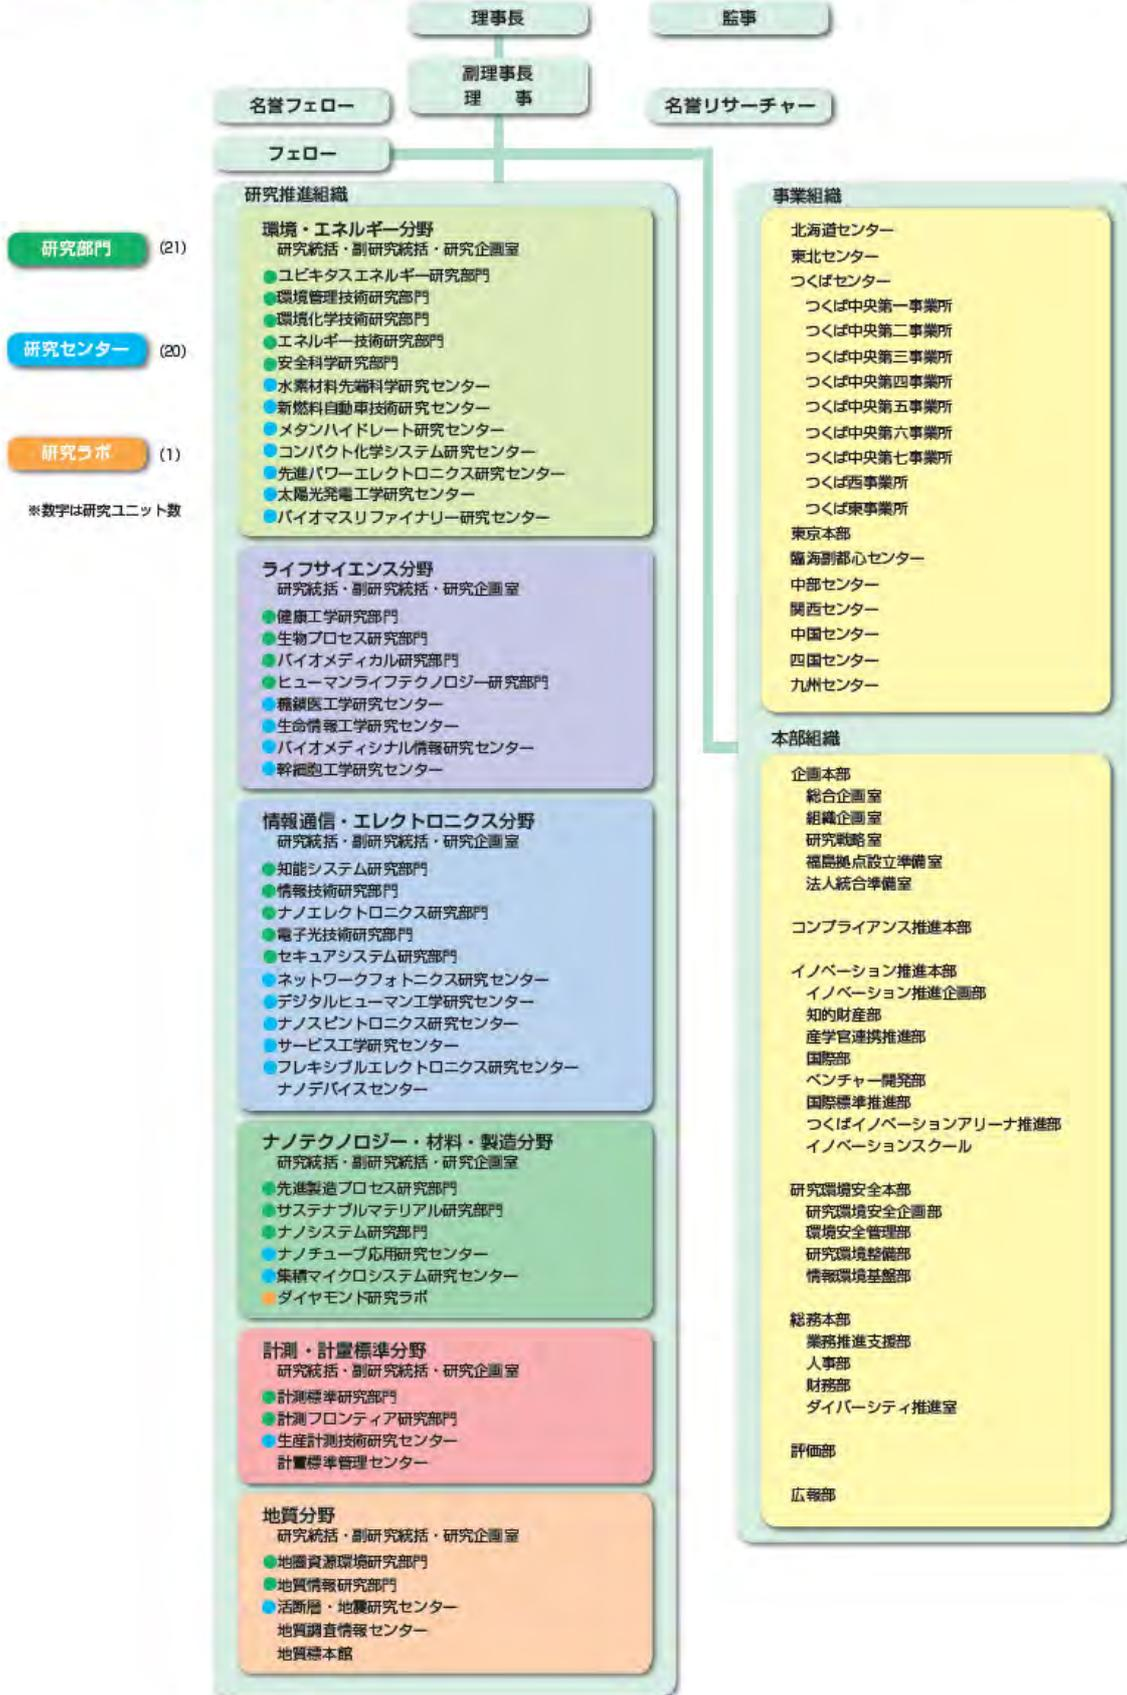 理事長
監事
副理事長
理　事
名誉フェロー
名誉リサーチャー
フェロー
研究部門 (21)
研究センター (20)
研究ラボ (1)
※数字は研究ユニット数
研究推進組織
環境・エネルギー分野
研究統括・副研究統括・研究企画室
ユビキタスエネルギー研究部門
環境管理技術研究部門
環境化学技術研究部門
エネルギー技術研究部門
安全科学研究部門
水素材料先端科学研究センター
新燃料自動車技術研究センター
メタンハイドレート研究センター
コンパクト化学システム研究センター
先進パワーエレクトロニクス研究センター
太陽光発電工学研究センター
バイオマスリファイナリー研究センター
ライフサイエンス分野
研究統括・副研究統括・研究企画室
健康工学研究部門
生物プロセス研究部門
バイオメディカル研究部門
ヒューマンライフテクノロジー研究部門
糖鎖医工学研究センター
生命情報工学研究センター
バイオメディシナル情報研究センター
幹細胞工学研究センター
情報通信・エレクトロニクス分野
研究統括・副研究統括・研究企画室
知能システム研究部門
情報技術研究部門
ナノエレクトロニクス研究部門
電子光技術研究部門
セキュアシステム研究部門
ネットワークフォトニクス研究センター
デジタルヒューマン工学研究センター
ナノスピントロニクス研究センター
サービス工学研究センター
フレキシブルエレクトロニクス研究センター
ナノデバイスセンター
ナノテクノロジー・材料・製造分野
研究統括・副研究統括・研究企画室
先進製造プロセス研究部門
サステナブルマテリアル研究部門
ナノシステム研究部門
ナノチューブ応用研究センター
集積マイクロシステム研究センター
ダイヤモンド研究ラボ
計測・計量標準分野
研究統括・副研究統括・研究企画室
計測標準研究部門
計測フロンティア研究部門
生産計測技術研究センター
計量標準管理センター
地質分野
研究統括・副研究統括・研究企画室
地圏資源環境研究部門
地質情報研究部門
活断層・地震研究センター
地質調査情報センター
地質標本館
事業組織
北海道センター
東北センター
つくばセンター
つくば中央第一事業所
つくば中央第二事業所
つくば中央第三事業所
つくば中央第四事業所
つくば中央第五事業所
つくば中央第六事業所
つくば中央第七事業所
つくば西事業所
つくば東事業所
東京本部
臨海副都心センター
中部センター
関西センター
中国センター
四国センター
九州センター
本部組織
企画本部
総合企画室
組織企画室
研究戦略室
福島拠点設立準備室
法人統合準備室
コンプライアンス推進本部
イノベーション推進本部
イノベーション推進企画部
知的財産部
産学官連携推進部
国際部
ベンチャー開発部
国際標準推進部
つくばイノベーションアリーナ推進部
イノベーションスクール
研究環境安全本部
研究環境安全企画部
環境安全管理部
研究環境整備部
情報環境基盤部
総務本部
業務推進支援部
人事部
財務部
ダイバーシティ推進室
評価部
広報部